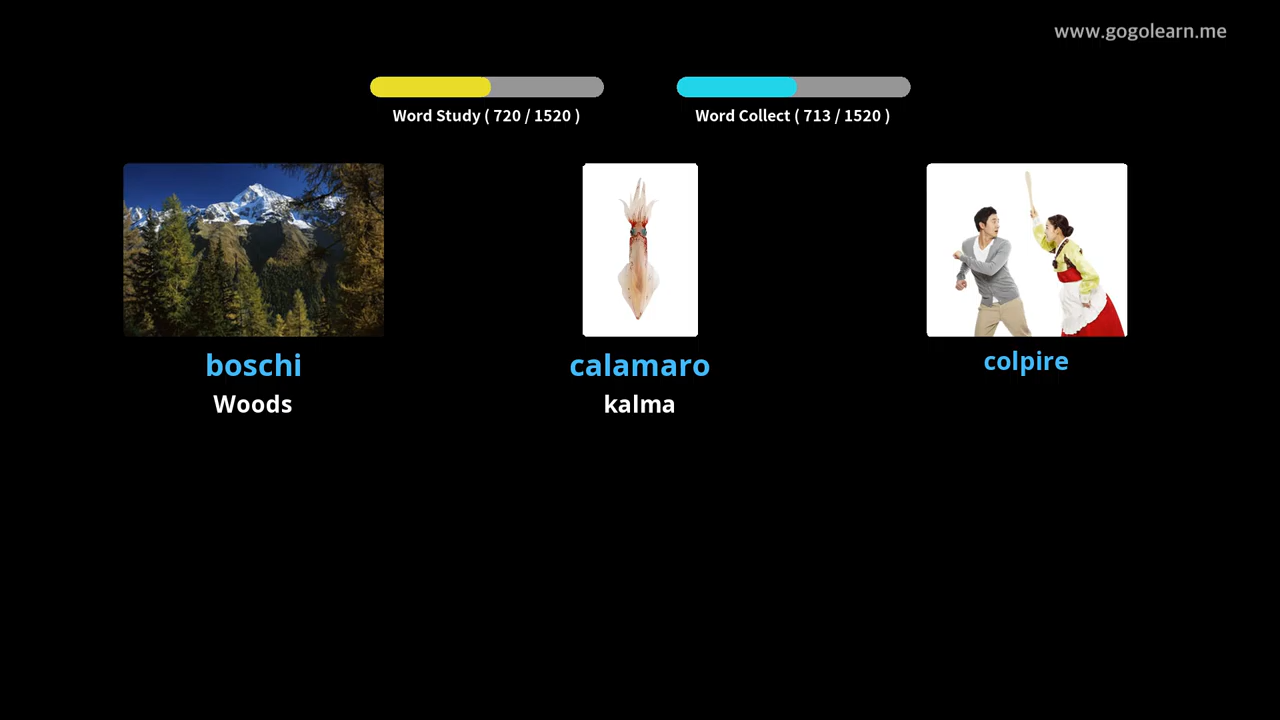 www.gogolearn.me
Word Study ( 720 / 1520 )
Word Collect ( 713 / 1520 )
boschi
calamaro
colpire
Woods
kalma